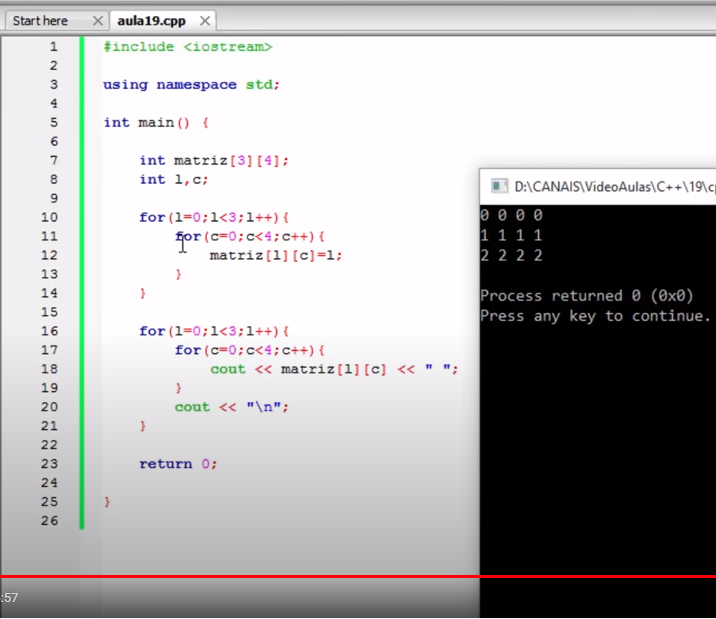 Start here
aula19.cpp
1 #include <iostream>
2
3 using namespace std;
4
5 int main() {
6
7 int matriz[3][4];
8 int l,c;
9
10 for(l=0;l<3;l++){
11 for(c=0;c<4;c++){
12 matriz[l][c]=l;
13 }
14 }
15
16 for(l=0;l<3;l++){
17 for(c=0;c<4;c++){
18 cout << matriz[l][c] << " ";
19 }
20 cout << "\n";
21 }
22
23 return 0;
24
25 }
26
D:\CANAIS\VideoAulas\C++\19\cp
0 0 0 0
1 1 1 1
2 2 2 2
Process returned 0 (0x0)
Press any key to continue.
:57